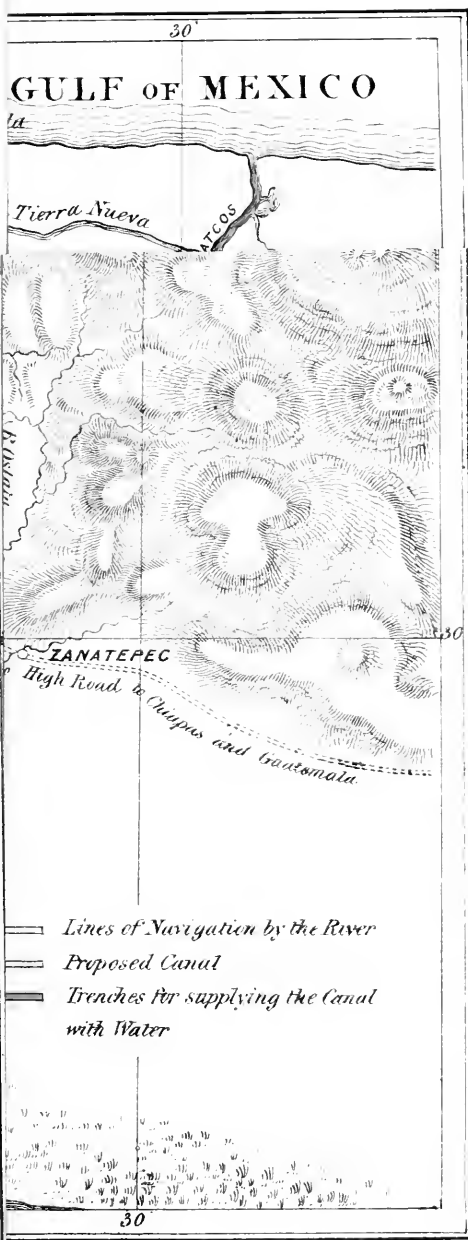 30'
GULF OF MEXICO
ta
Tierra Nueva
ATCOS
30
ZANATEPEC
High Road to Chiapas and Guatemala
Lines of Navigation by the River
Proposed Canal
Trenches for supplying the Canal
with Water
30